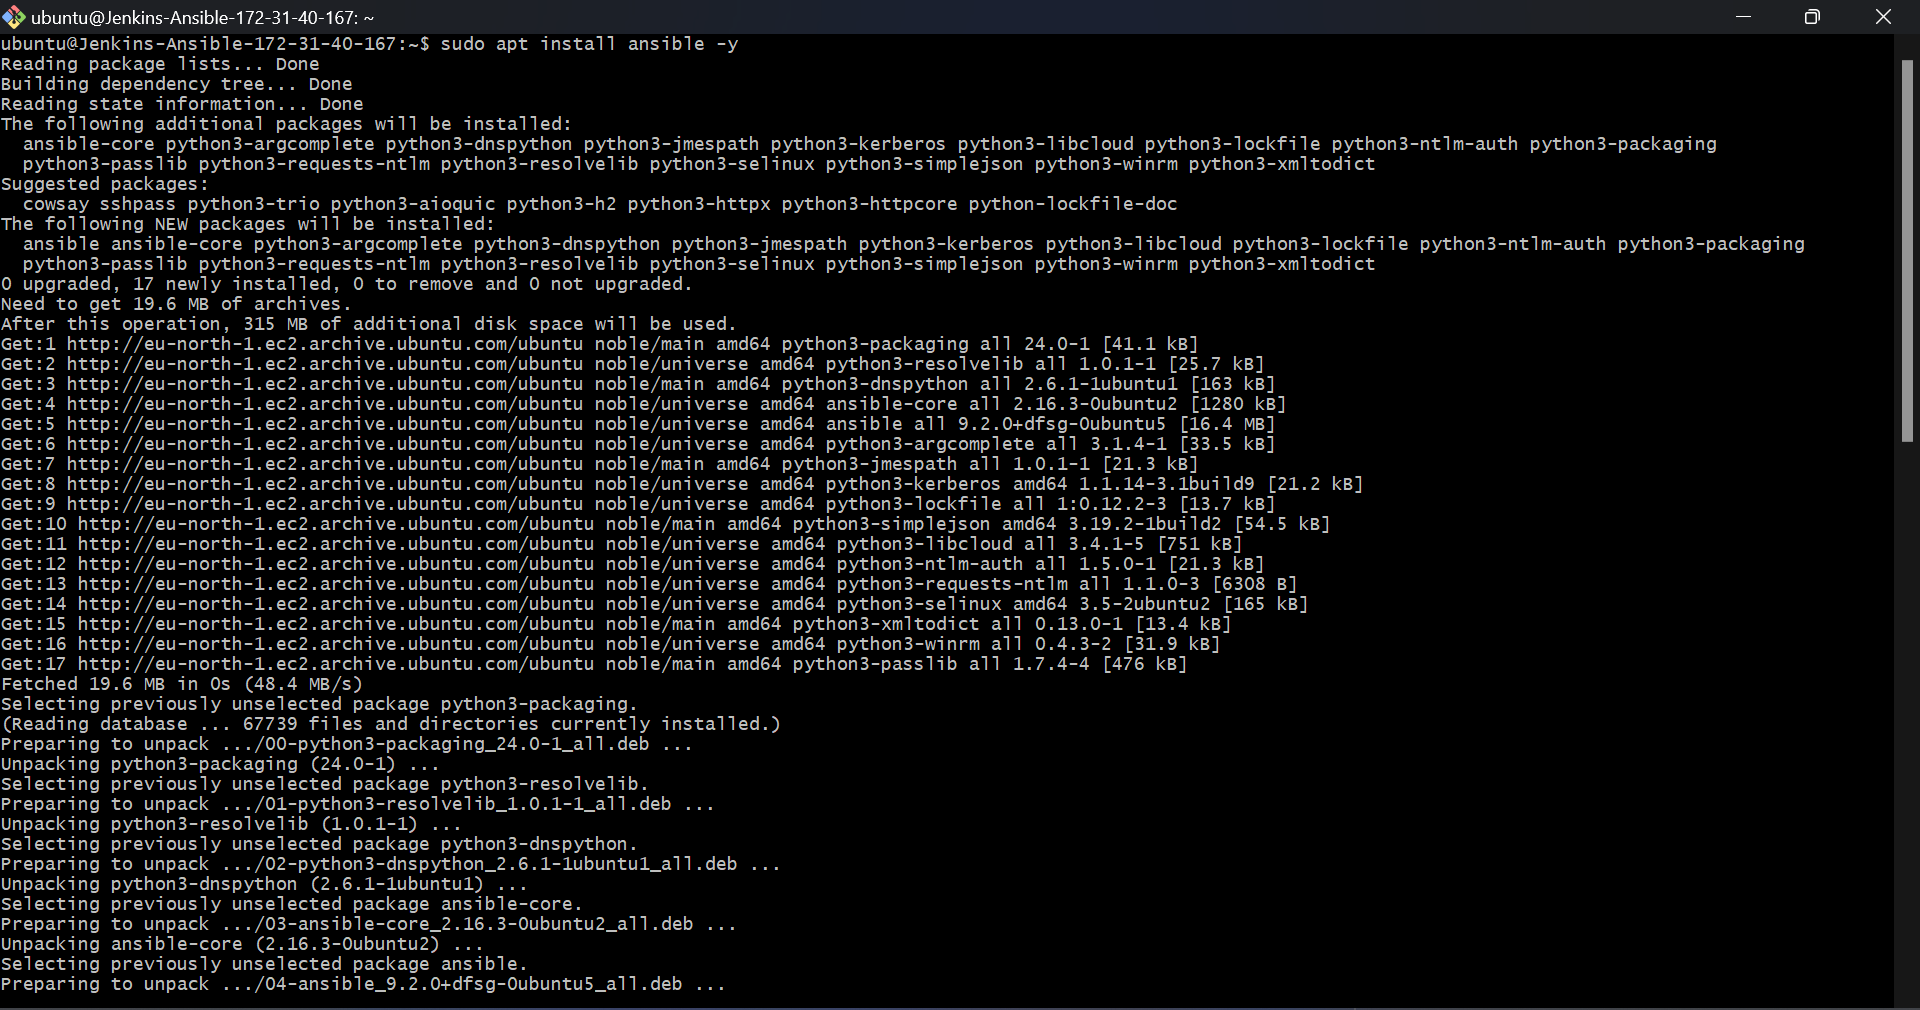 ubuntu@Jenkins-Ansible-172-31-40-167: ~
ubuntu@Jenkins-Ansible-172-31-40-167:~$ sudo apt install ansible -y
Reading package lists... Done
Building dependency tree... Done
Reading state information... Done
The following additional packages will be installed:
  ansible-core python3-argcomplete python3-dnspython python3-jmespath python3-kerberos python3-libcloud python3-lockfile python3-ntlm-auth python3-packaging
  python3-passlib python3-requests-ntlm python3-resolvelib python3-selinux python3-simplejson python3-winrm python3-xmltodict
Suggested packages:
  cowsay sshpass python3-trio python3-aioquic python3-h2 python3-httpx python3-httpcore python-lockfile-doc
The following NEW packages will be installed:
  ansible ansible-core python3-argcomplete python3-dnspython python3-jmespath python3-kerberos python3-libcloud python3-lockfile python3-ntlm-auth python3-packaging
  python3-passlib python3-requests-ntlm python3-resolvelib python3-selinux python3-simplejson python3-winrm python3-xmltodict
0 upgraded, 17 newly installed, 0 to remove and 0 not upgraded.
Need to get 19.6 MB of archives.
After this operation, 315 MB of additional disk space will be used.
Get:1 http://eu-north-1.ec2.archive.ubuntu.com/ubuntu noble/main amd64 python3-packaging all 24.0-1 [41.1 kB]
Get:2 http://eu-north-1.ec2.archive.ubuntu.com/ubuntu noble/universe amd64 python3-resolvelib all 1.0.1-1 [25.7 kB]
Get:3 http://eu-north-1.ec2.archive.ubuntu.com/ubuntu noble/main amd64 python3-dnspython all 2.6.1-1ubuntu1 [163 kB]
Get:4 http://eu-north-1.ec2.archive.ubuntu.com/ubuntu noble/universe amd64 ansible-core all 2.16.3-0ubuntu2 [1280 kB]
Get:5 http://eu-north-1.ec2.archive.ubuntu.com/ubuntu noble/universe amd64 ansible all 9.2.0+dfsg-0ubuntu5 [16.4 MB]
Get:6 http://eu-north-1.ec2.archive.ubuntu.com/ubuntu noble/universe amd64 python3-argcomplete all 3.1.4-1 [33.5 kB]
Get:7 http://eu-north-1.ec2.archive.ubuntu.com/ubuntu noble/main amd64 python3-jmespath all 1.0.1-1 [21.3 kB]
Get:8 http://eu-north-1.ec2.archive.ubuntu.com/ubuntu noble/universe amd64 python3-kerberos amd64 1.1.14-3.1build9 [21.2 kB]
Get:9 http://eu-north-1.ec2.archive.ubuntu.com/ubuntu noble/universe amd64 python3-lockfile all 1:0.12.2-3 [13.7 kB]
Get:10 http://eu-north-1.ec2.archive.ubuntu.com/ubuntu noble/main amd64 python3-simplejson amd64 3.19.2-1build2 [54.5 kB]
Get:11 http://eu-north-1.ec2.archive.ubuntu.com/ubuntu noble/universe amd64 python3-libcloud all 3.4.1-5 [751 kB]
Get:12 http://eu-north-1.ec2.archive.ubuntu.com/ubuntu noble/universe amd64 python3-ntlm-auth all 1.5.0-1 [21.3 kB]
Get:13 http://eu-north-1.ec2.archive.ubuntu.com/ubuntu noble/universe amd64 python3-requests-ntlm all 1.1.0-3 [6308 B]
Get:14 http://eu-north-1.ec2.archive.ubuntu.com/ubuntu noble/universe amd64 python3-selinux amd64 3.5-2ubuntu2 [165 kB]
Get:15 http://eu-north-1.ec2.archive.ubuntu.com/ubuntu noble/main amd64 python3-xmltodict all 0.13.0-1 [13.4 kB]
Get:16 http://eu-north-1.ec2.archive.ubuntu.com/ubuntu noble/universe amd64 python3-winrm all 0.4.3-2 [31.9 kB]
Get:17 http://eu-north-1.ec2.archive.ubuntu.com/ubuntu noble/main amd64 python3-passlib all 1.7.4-4 [476 kB]
Fetched 19.6 MB in 0s (48.4 MB/s)
Selecting previously unselected package python3-packaging.
(Reading database ... 67739 files and directories currently installed.)
Preparing to unpack .../00-python3-packaging_24.0-1_all.deb ...
Unpacking python3-packaging (24.0-1) ...
Selecting previously unselected package python3-resolvelib.
Preparing to unpack .../01-python3-resolvelib_1.0.1-1_all.deb ...
Unpacking python3-resolvelib (1.0.1-1) ...
Selecting previously unselected package python3-dnspython.
Preparing to unpack .../02-python3-dnspython_2.6.1-1ubuntu1_all.deb ...
Unpacking python3-dnspython (2.6.1-1ubuntu1) ...
Selecting previously unselected package ansible-core.
Preparing to unpack .../03-ansible-core_2.16.3-0ubuntu2_all.deb ...
Unpacking ansible-core (2.16.3-0ubuntu2) ...
Selecting previously unselected package ansible.
Preparing to unpack .../04-ansible_9.2.0+dfsg-0ubuntu5_all.deb ...